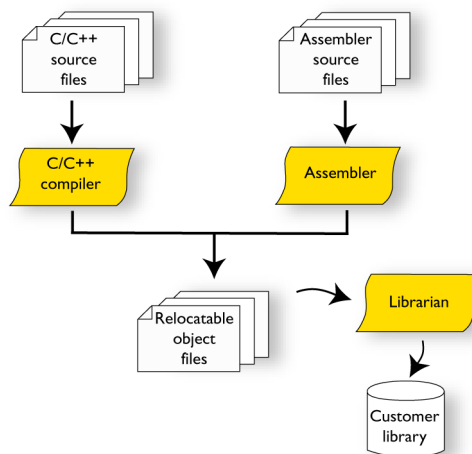 C/C++
source
files
Assembler
source
files
C/C++
compiler
Assembler
Relocatable
object
files
Librarian
Customer
library